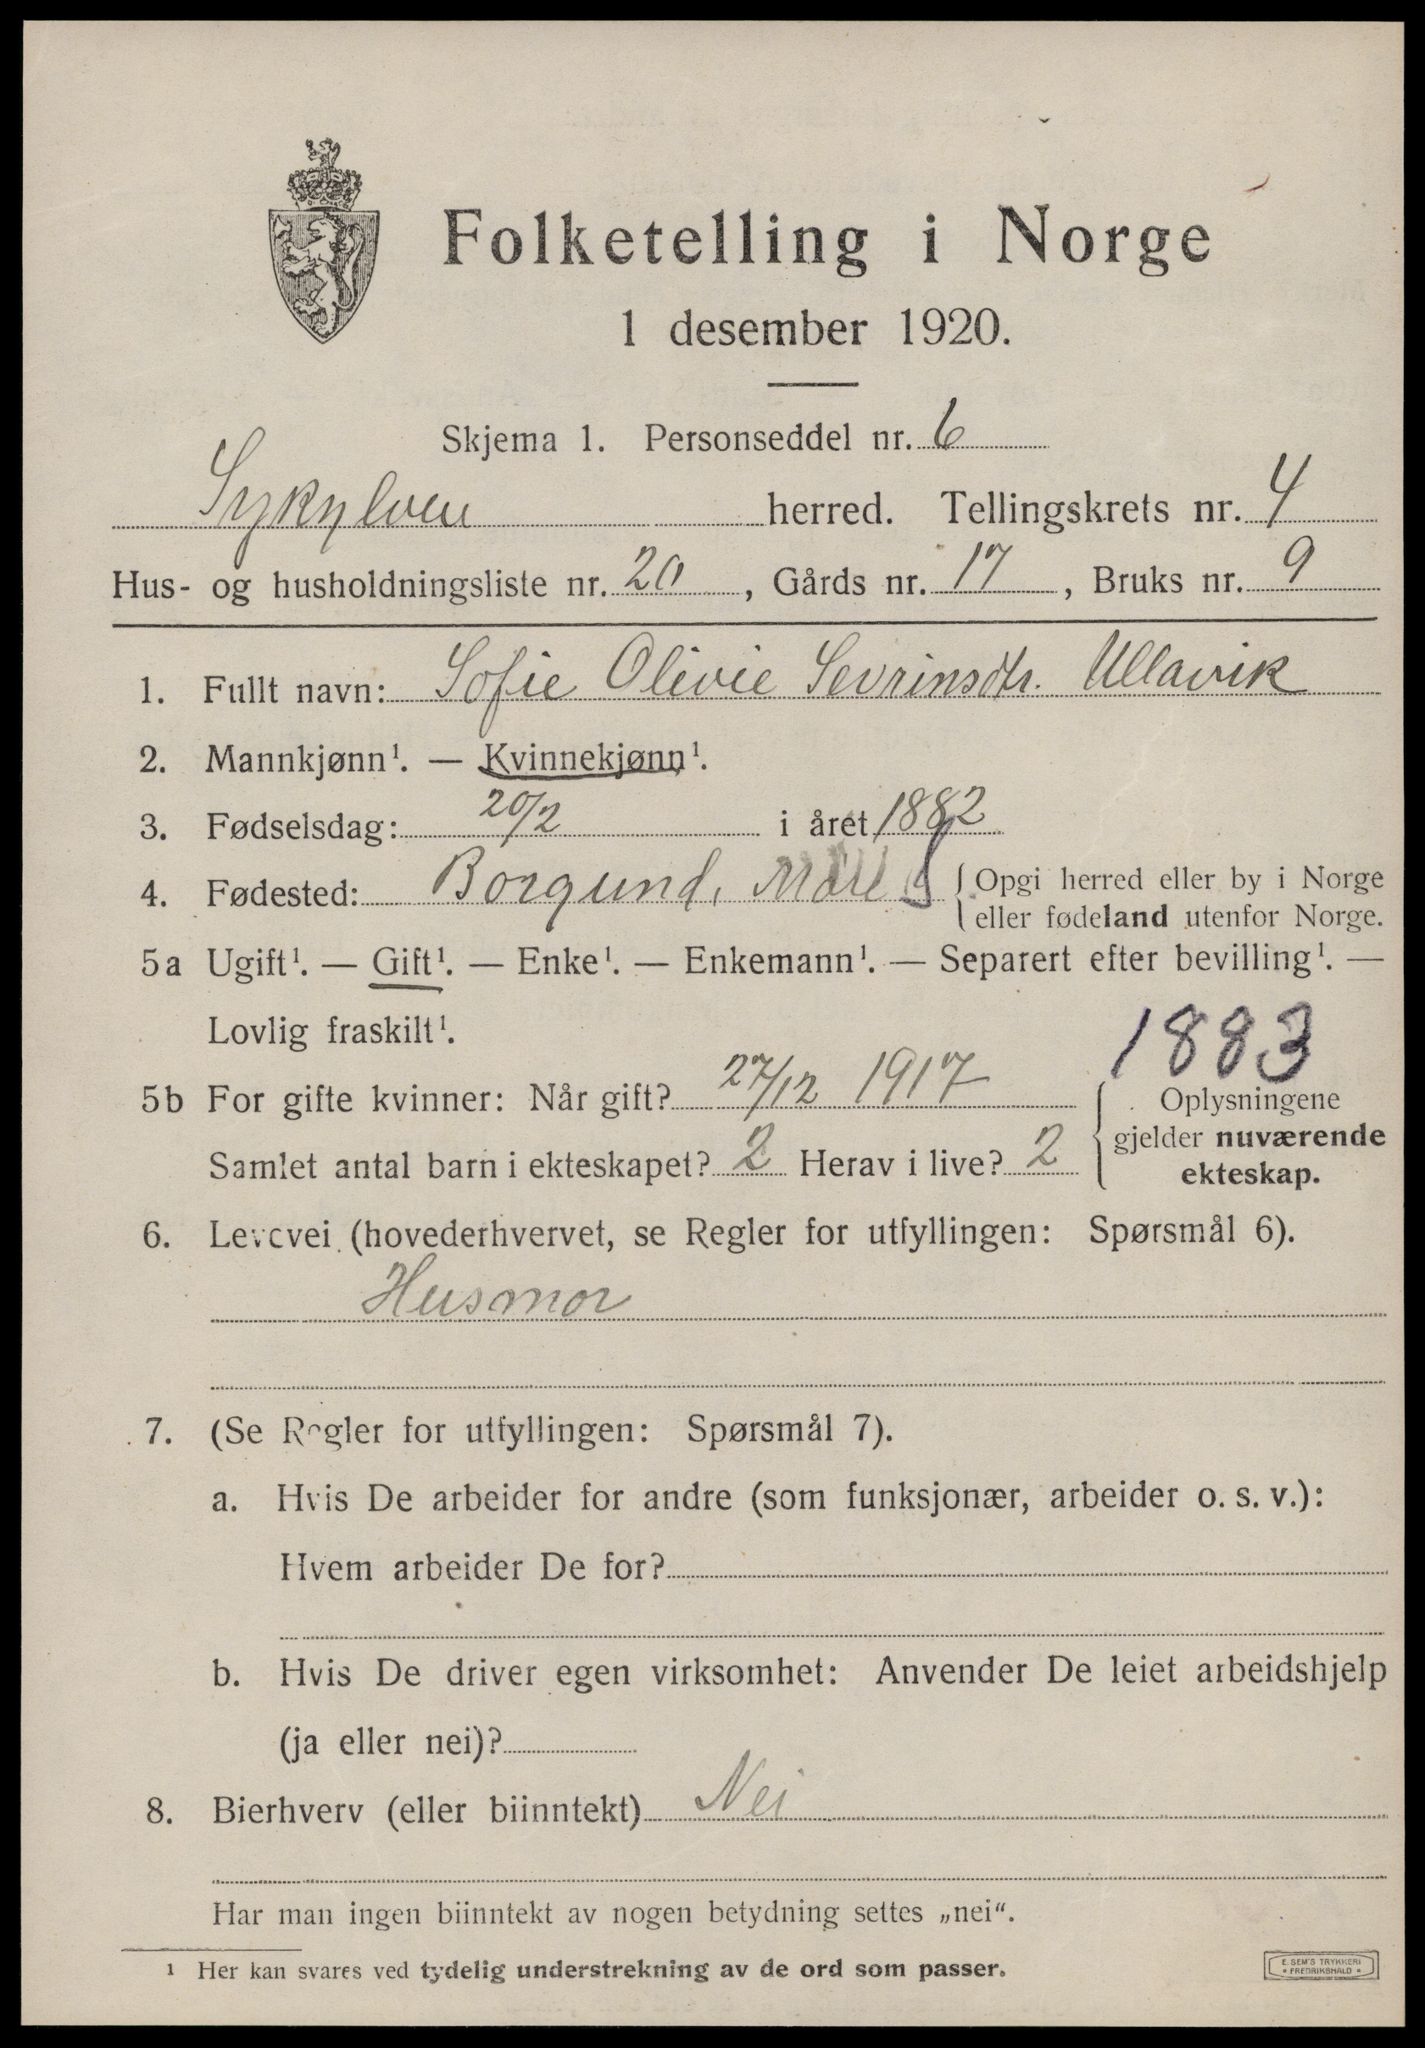 Folketelling i Norge
1 desember 1920.
Skjema 1. Personseddel nr. 6
Sykylven herred. Tellingskrets nr. 4
Hus- og husholdningsliste nr. 20, Gårds nr. 17, Bruks nr. 9
1. Fullt navn: Sofie Olivie Sevrinsdtr. Ullavik
2. Mannkjønn¹. — Kvinnekjønn¹.
3. Fødselsdag: 20/2 i året 1882
4. Fødested: Borgund, Møre { Opgi herred eller by i Norge
eller fødeland utenfor Norge.
5a Ugift¹. — Gift¹. — Enke¹. — Enkemann¹. — Separert efter bevilling¹. —
Lovlig fraskilt¹.
1883
5b For gifte kvinner: Når gift? 27/12 1917 { Oplysningene
gjelder nuværende
Samlet antal barn i ekteskapet? 2 Herav i live? 2
ekteskap.
6. Levevei (hovederhvervet, se Regler for utfyllingen: Spørsmål 6).
Husmor
7. (Se Regler for utfyllingen: Spørsmål 7).
a. Hvis De arbeider for andre (som funksjonær, arbeider o. s. v.):
Hvem arbeider De for?
b. Hvis De driver egen virksomhet: Anvender De leiet arbeidshjelp
(ja eller nei)?
8. Bierhverv (eller biinntekt) Nei
Har man ingen biinntekt av nogen betydning settes „nei“.
¹ Her kan svares ved tydelig understrekning av de ord som passer.
E. SEM'S TRYKKERI
• FREDRIKSHALD •